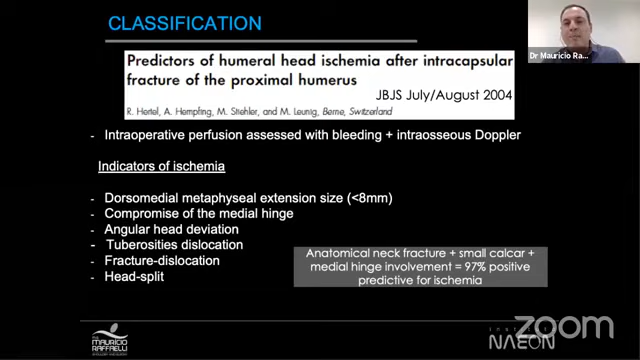 CLASSIFICATION
Dr Mauricio Ra...
Predictors of humeral head ischemia after intracapsular
fracture of the proximal humerus
JBJS July/August 2004
R. Hertel, A. Hempfing, M. Stiehler, and M. Leunig, Berne, Switzerland
- Intraoperative perfusion assessed with bleeding + intraosseous Doppler
Indicators of ischemia
- Dorsomedial metaphyseal extension size (<8mm)
- Compromise of the medial hinge
- Angular head deviation
- Tuberosities dislocation
- Fracture-dislocation
- Head-split
Anatomical neck fracture + small calcar +
medial hinge involvement = 97% positive
predictive for ischemia
MAURICIO
RAFFAELLI
zoom
NAEON